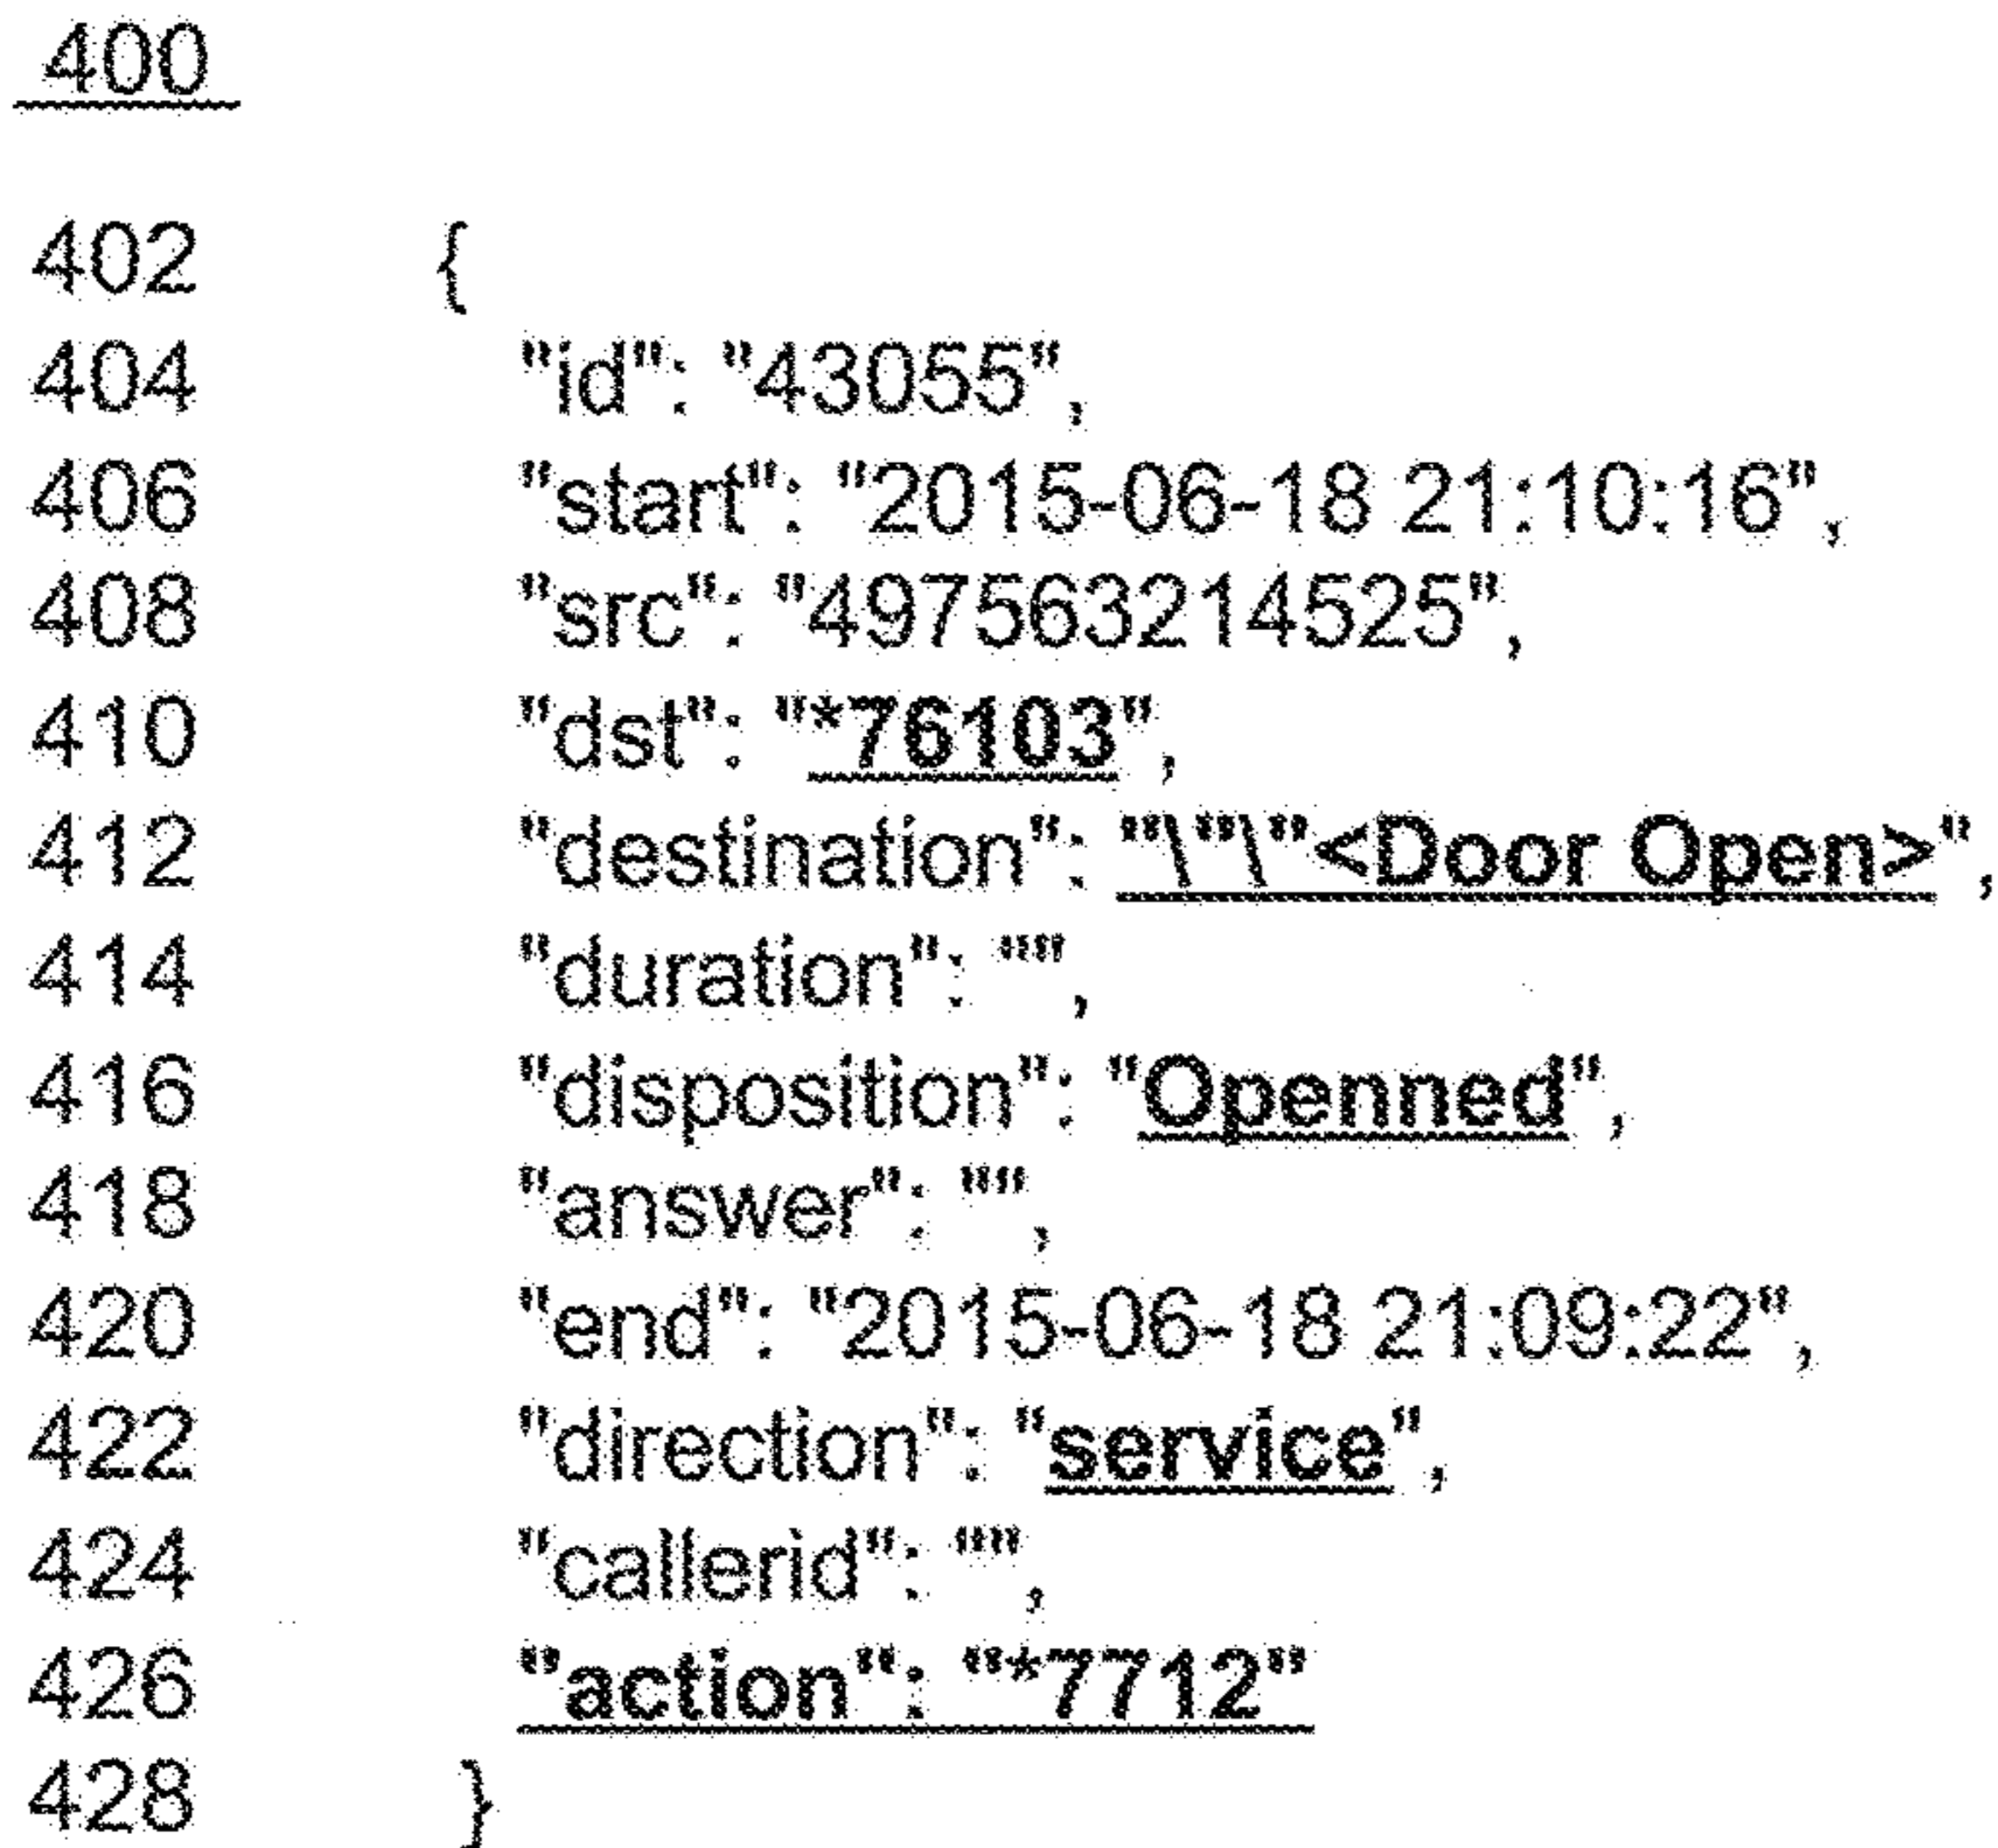 400
402 {
404 "id": "43055",
406 "start": "2015-06-18 21:10:16",
408 "src": "497563214525",
410 "dst": "*76103",
412 "destination": "\"\"<Door Open>",
414 "duration": "",
416 "disposition": "Openned",
418 "answer": "",
420 "end": "2015-06-18 21:09:22",
422 "direction": "service",
424 "callerid": "",
426 "action": "*7712"
428 }